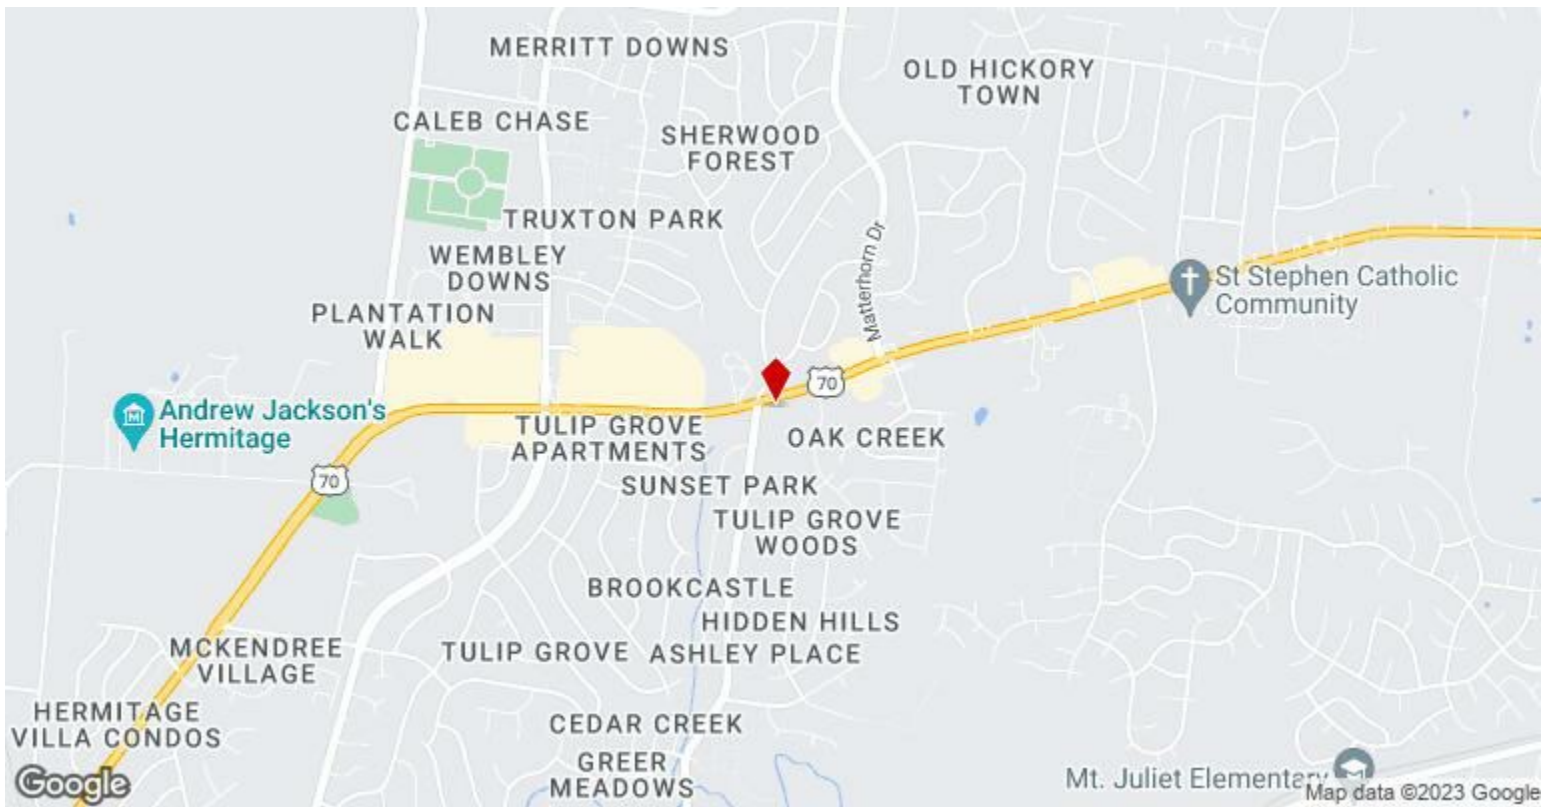 MERRITT DOWNS
OLD HICKORY
TOWN
CALEB CHASE
SHERWOOD
FOREST
TRUXTON PARK
WEMBLEY
DOWNS
Matterhorn Dr
St Stephen Catholic
Community
PLANTATION
WALK
70
Andrew Jackson's
Hermitage
TULIP GROVE
APARTMENTS
OAK CREEK
70
SUNSET PARK
TULIP GROVE
WOODS
BROOKCASTLE
HIDDEN HILLS
MCKENDREE
VILLAGE
TULIP GROVE
ASHLEY PLACE
HERMITAGE
VILLA CONDOS
CEDAR CREEK
GREER
MEADOWS
Mt. Juliet Elementary
Google
Map data ©2023 Google